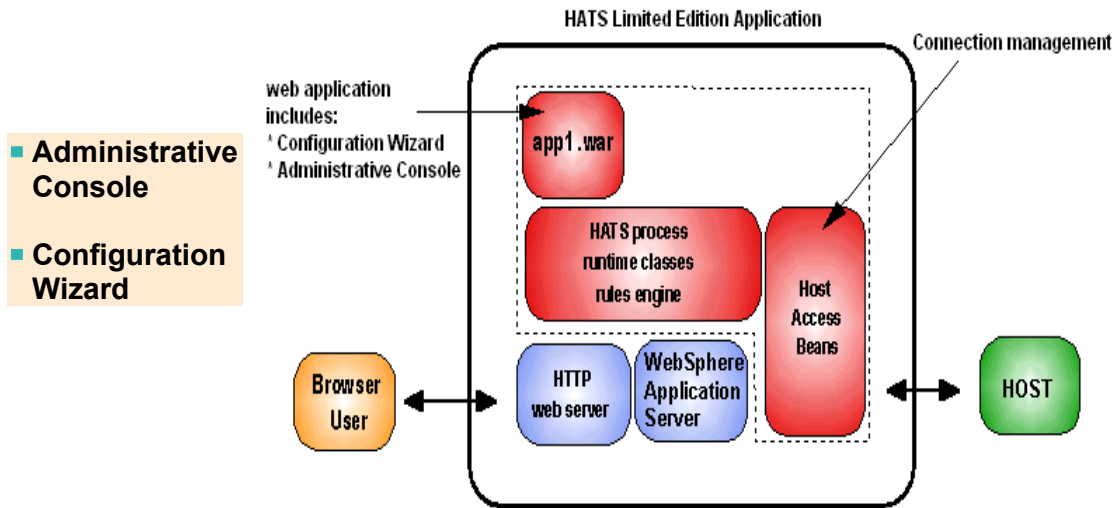 HATS Limited Edition Application
Connection management
web application
includes:
* Configuration Wizard
* Administrative Console
app1.war
Administrative
Console
Configuration
Wizard
HATS process
runtime classes
rules engine
Host
Access
Beans
Browser
User
HTTP
web server
WebSphere
Application
Server
HOST